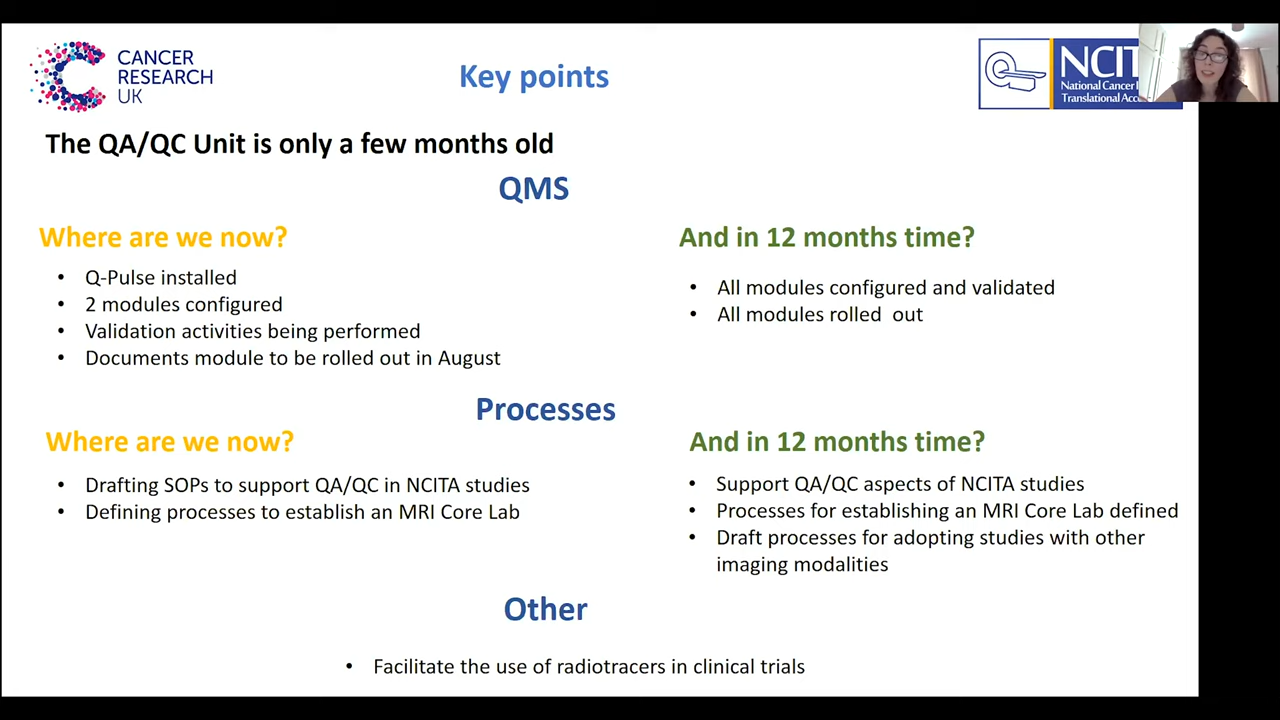 CANCER
RESEARCH
UK
Key points
NCIT
National Cancer
Translational
The QA/QC Unit is only a few months old
QMS
Where are we now?
• Q-Pulse installed
• 2 modules configured
• Validation activities being performed
• Documents module to be rolled out in August
And in 12 months time?
• All modules configured and validated
• All modules rolled out
Processes
Where are we now?
• Drafting SOPs to support QA/QC in NCITA studies
• Defining processes to establish an MRI Core Lab
And in 12 months time?
• Support QA/QC aspects of NCITA studies
• Processes for establishing an MRI Core Lab defined
• Draft processes for adopting studies with other
imaging modalities
Other
• Facilitate the use of radiotracers in clinical trials